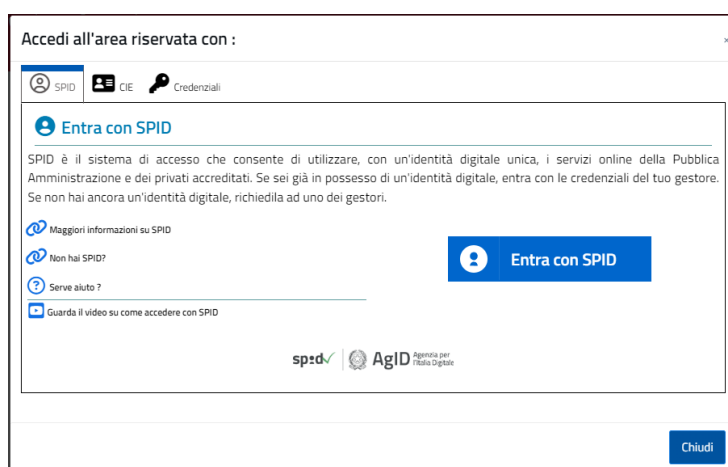 Accedi all'area riservata con :
×
SPID CIE Credenziali
Entra con SPID
SPID è il sistema di accesso che consente di utilizzare, con un'identità digitale unica, i servizi online della Pubblica
Amministrazione e dei privati accreditati. Se sei già in possesso di un'identità digitale, entra con le credenziali del tuo gestore.
Se non hai ancora un'identità digitale, richiedila ad uno dei gestori.
Maggiori informazioni su SPID
Non hai SPID?
Entra con SPID
Serve aiuto ?
Guarda il video su come accedere con SPID
sp:d AgID Agenzia per
l'Italia Digitale
Chiudi